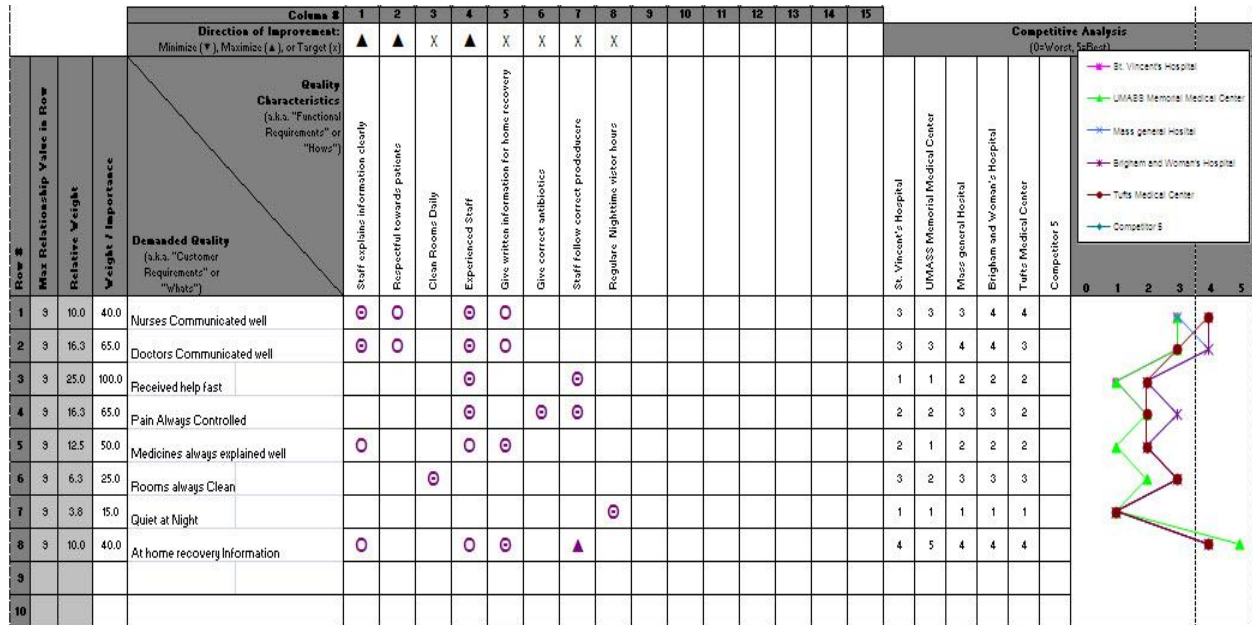 Column # 1 2 3 4 5 6 7 8 9 10 11 12 13 14 15
Direction of Improvement:
Minimize (▼), Maximize (▲), or Target (x)
▲ ▲ X ▲ X X X X
Competitive Analysis
(0=Worst, 5=Best)
Row #
Max Relationship Value in Row
Relative Weight
Weight / Importance
Quality
Characteristics
(a.k.a. "Functional
Requirements" or
"Hows")
Demanded Quality
(a.k.a. "Customer
Requirements" or
"Whats")
Staff explains information clearly
Respectful towards patients
Clean Rooms Daily
Experienced Staff
Give written information for home recovery
Give correct antibiotics
Staff follow correct prodeducere
Regulare Nighttime vistor hours
St. Vincent's Hospital
UMASS Memorial Medical Center
Mass general Hosital
Brigham and Woman's Hospital
Tufts Medical Center
Competitor 5
St. Vincent's Hospital
UMASS Memorial Medical Center
Mass general Hosital
Brigham and Woman's Hospital
Tufts Medical Center
Competitor 5
0 1 2 3 4 5
1 9 10.0 40.0 Nurses Communicated well 3 3 3 4 4
2 9 16.3 65.0 Doctors Communicated well 3 3 4 4 3
3 9 25.0 100.0 Received help fast 1 1 2 2 2
4 9 16.3 65.0 Pain Always Controlled 2 2 3 3 2
5 9 12.5 50.0 Medicines always explained well 2 1 2 2 2
6 9 6.3 25.0 Rooms always Clean 3 2 3 3 3
7 9 3.8 15.0 Quiet at Night 1 1 1 1 1
8 9 10.0 40.0 At home recovery Information 4 5 4 4 4
9
10